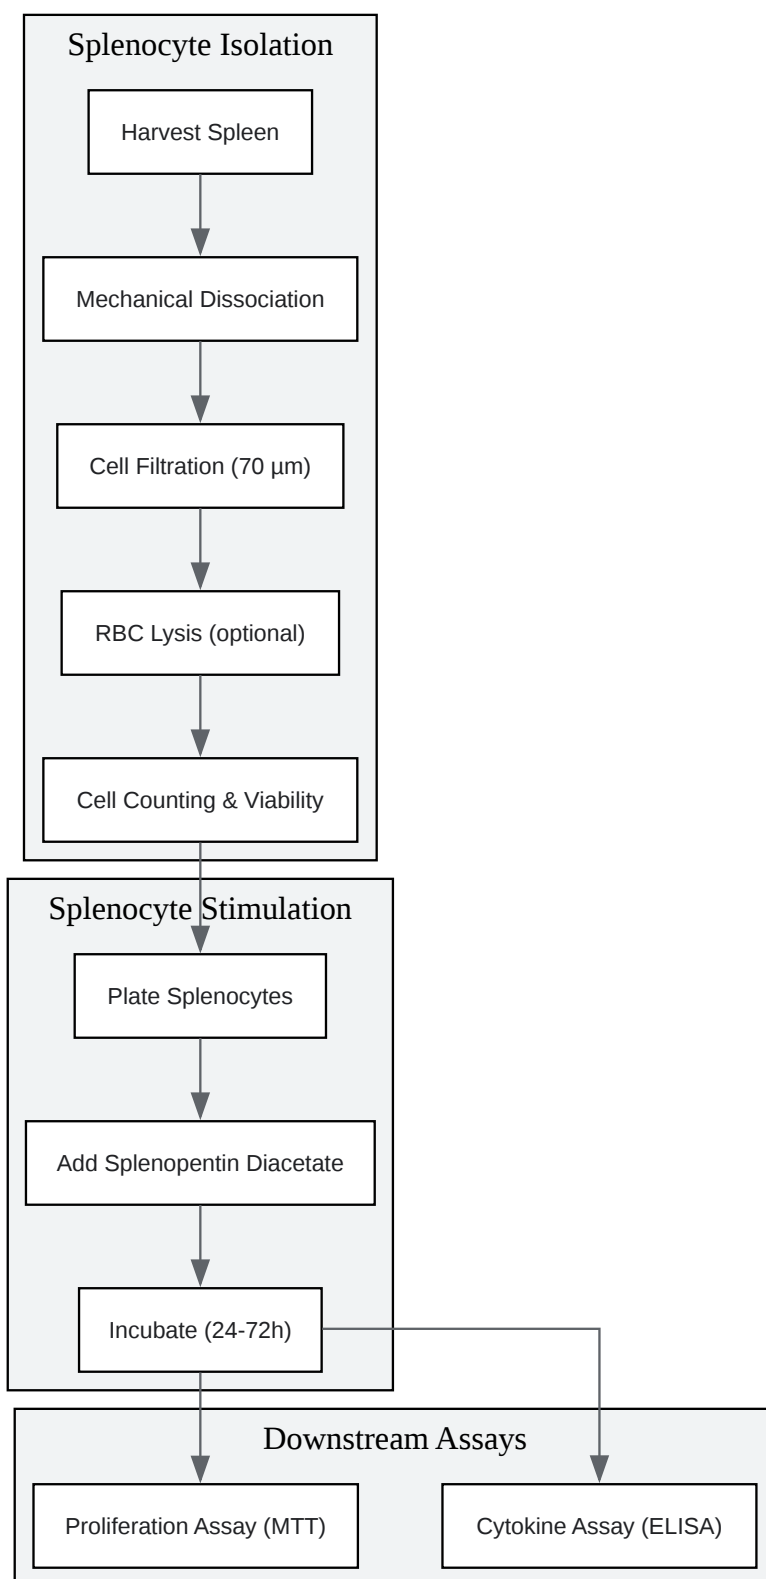 Splenocyte Isolation
Harvest Spleen
Mechanical Dissociation
Cell Filtration (70 µm)
RBC Lysis (optional)
Cell Counting & Viability
Splenocyte Stimulation
Plate Splenocytes
Add Splenopentin Diacetate
Incubate (24-72h)
Downstream Assays
Proliferation Assay (MTT)
Cytokine Assay (ELISA)